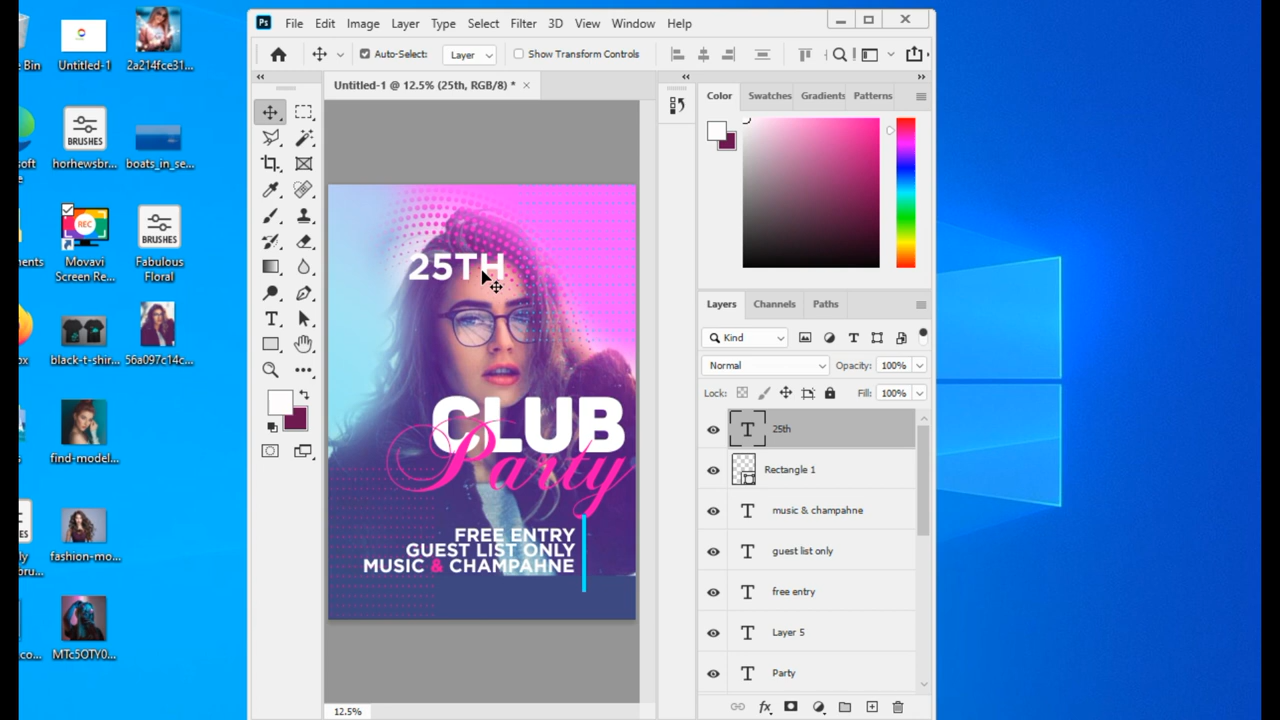 Ps File Edit Image Layer Type Select Filter 3D View Window Help
Auto-Select: Layer Show Transform Controls
Untitled-1 @ 12.5% (25th, RGB/8) * ×
Bin
Untitled-1
2a214fce31...
BRUSHES
horhewsbr...
boats_in_se...
REC
Movavi
Screen Re...
BRUSHES
Fabulous
Floral
black-t-shir...
56a097c14c...
find-model...
fashion-mo...
MTc5OTY0...
25TH
CLUB
Party
FREE ENTRY
GUEST LIST ONLY
MUSIC & CHAMPAHNE
12.5%
Color Swatches Gradients Patterns
Layers Channels Paths
Kind
Normal Opacity: 100%
Lock: Fill: 100%
T 25th
Rectangle 1
T music & champahne
T guest list only
T free entry
T Layer 5
T Party
fx